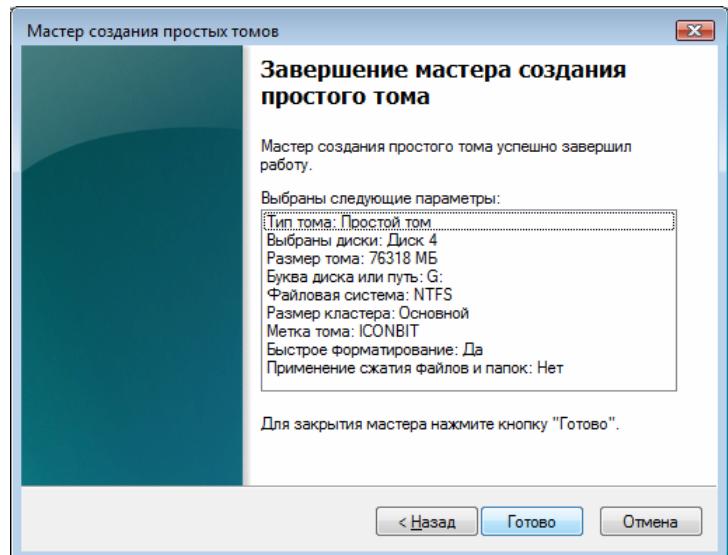 Мастер создания простых томов
Завершение мастера создания
простого тома
Мастер создания простого тома успешно завершил
работу.
Выбраны следующие параметры:
Тип тома: Простой том
Выбраны диски: Диск 4
Размер тома: 76318 МБ
Буква диска или путь: G:
Файловая система: NTFS
Размер кластера: Основной
Метка тома: ICONBIT
Быстрое форматирование: Да
Применение сжатия файлов и папок: Нет
Для закрытия мастера нажмите кнопку "Готово".
< Назад Готово Отмена